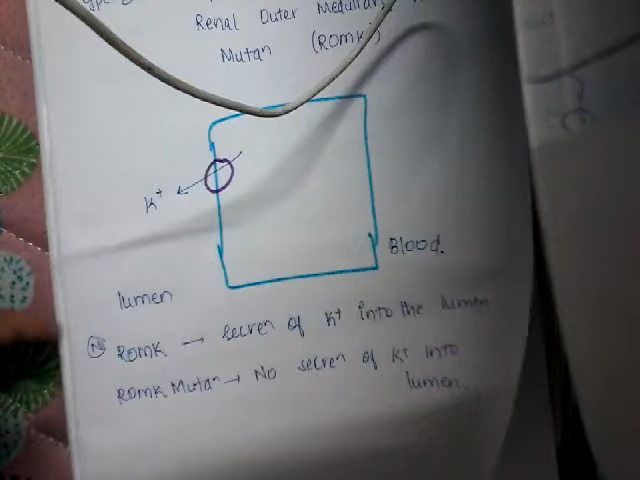 Renal Outer Medullary
Mutan (ROMK)
K+
Blood.
lumen
(N) ROMK → secren of K+ into the lumen
ROMK Mutan → No secren of K+ into
lumen.